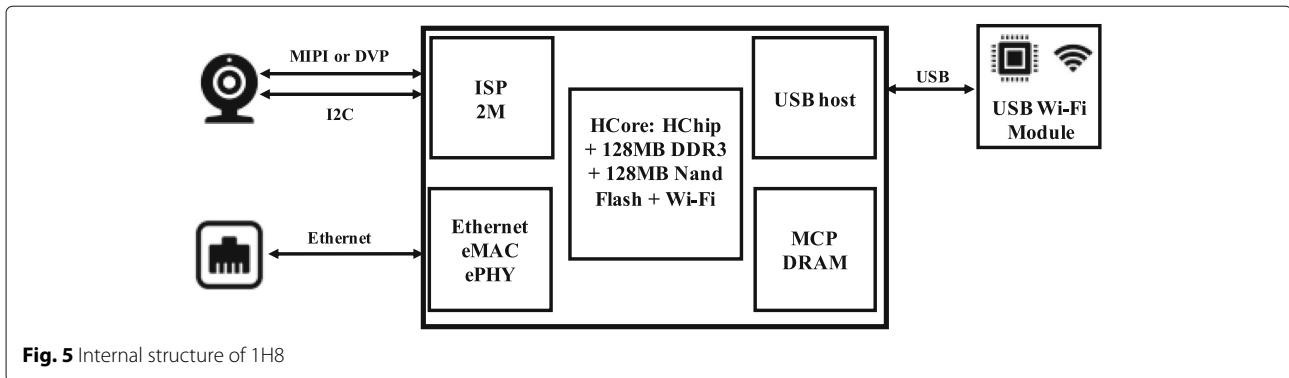 MIPI or DVP
I2C
ISP
2M
HCore: HChip
+ 128MB DDR3
+ 128MB Nand
Flash + Wi-Fi
USB host
USB
USB Wi-Fi
Module
Ethernet
Ethernet
eMAC
ePHY
MCP
DRAM
Fig. 5 Internal structure of 1H8